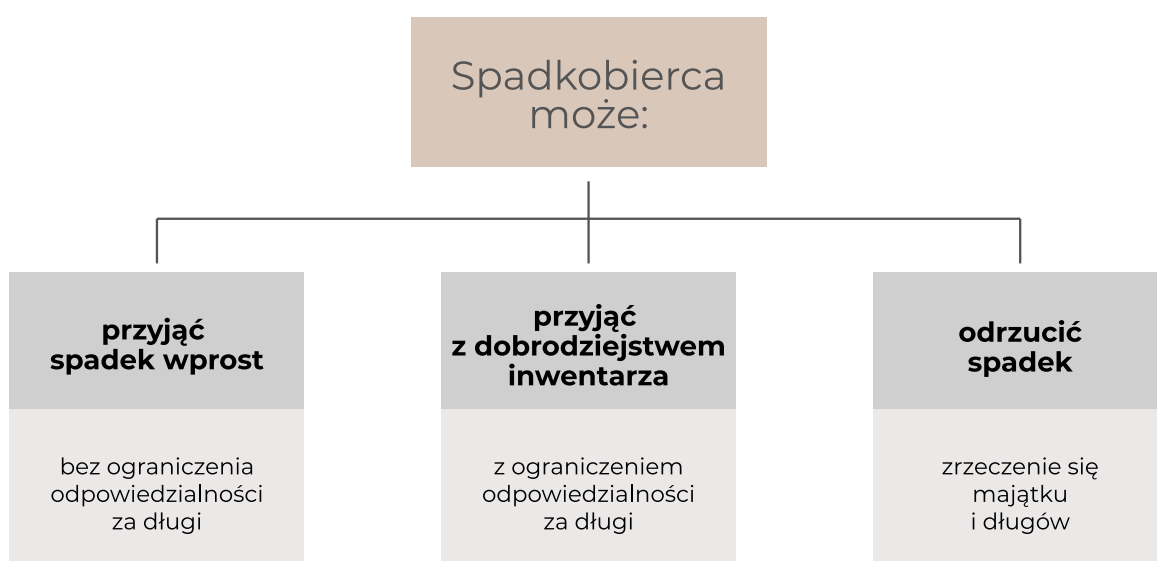 Spadkobierca
może:
przyjąć
spadek wprost
bez ograniczenia
odpowiedzialności
za długi
przyjąć
z dobrodziejstwem
inwentarza
z ograniczeniem
odpowiedzialności
za długi
odrzucić
spadek
zrzeczenie się
majątku
i długów